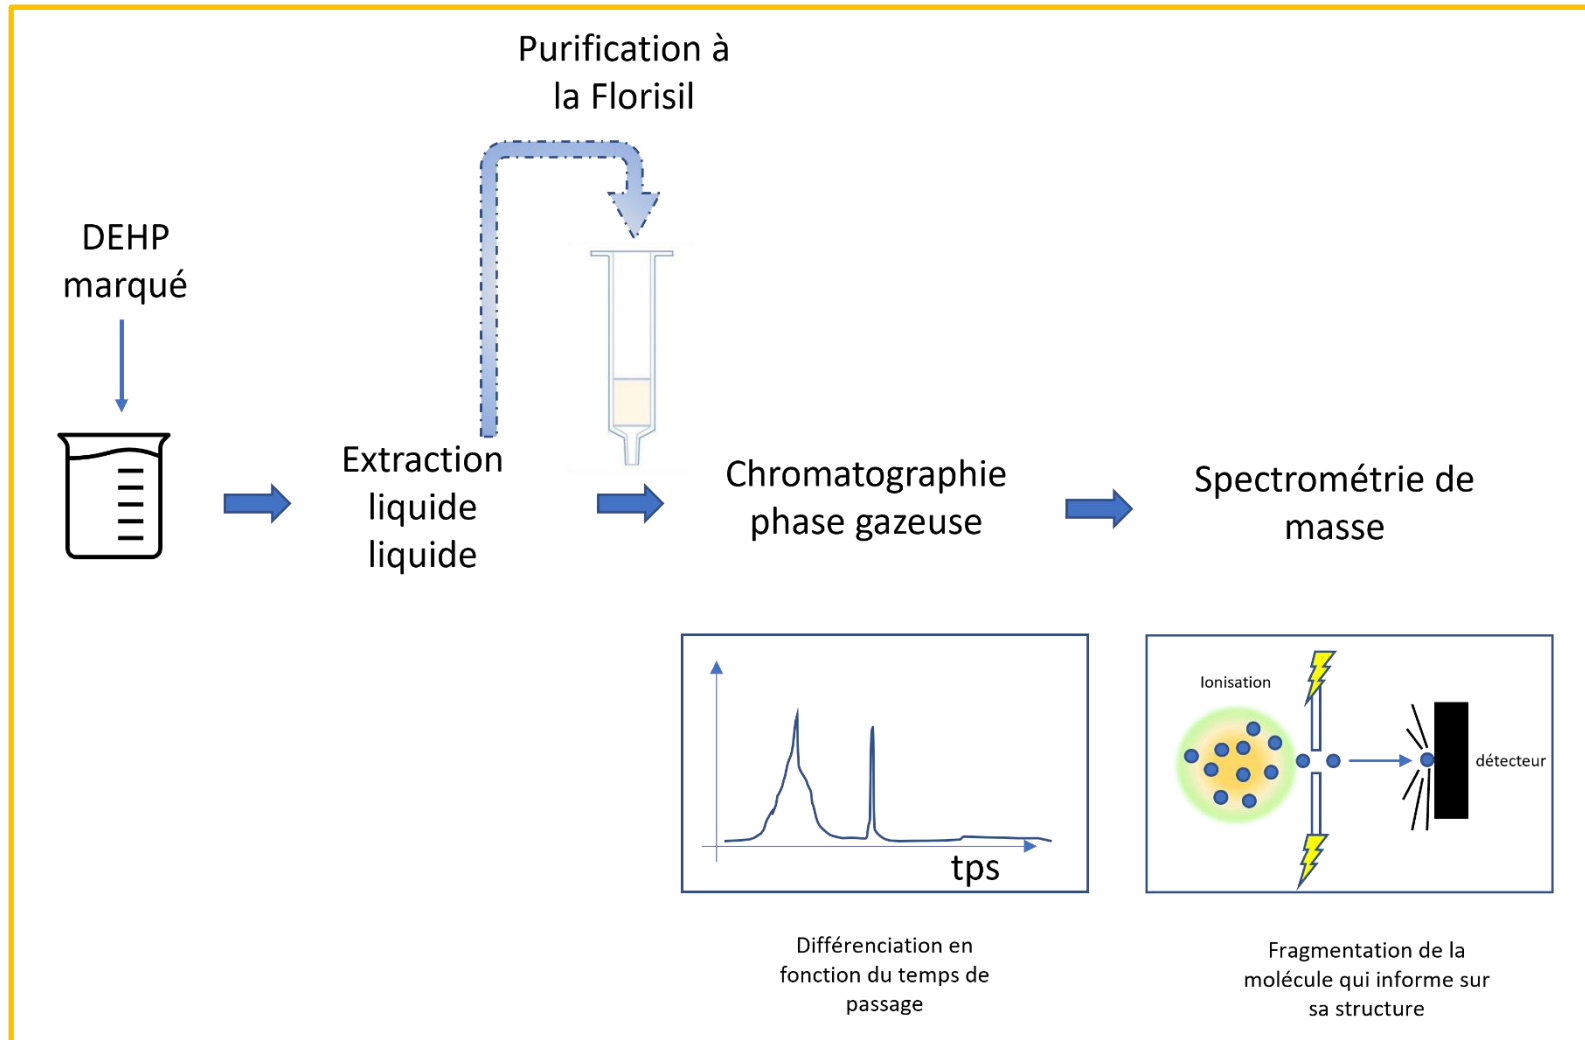 Purification à
la Florisil
DEHP
marqué
Extraction
liquide
liquide
Chromatographie
phase gazeuse
Spectrométrie de
masse
tps
Ionisation
détecteur
Différenciation en
fonction du temps de
passage
Fragmentation de la
molécule qui informe sur
sa structure